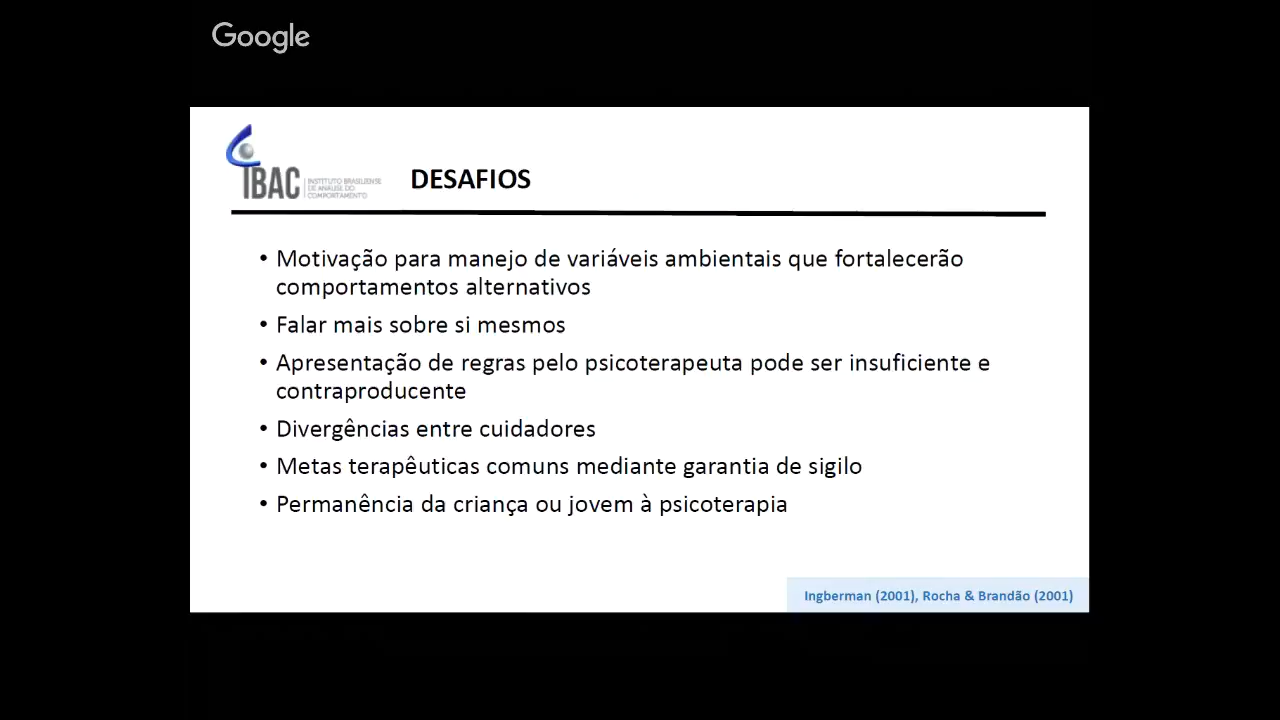 Google
IBAC
INSTITUTO BRASILIENSE
DE ANÁLISE DO
COMPORTAMENTO
DESAFIOS
• Motivação para manejo de variáveis ambientais que fortalecerão
comportamentos alternativos
• Falar mais sobre si mesmos
• Apresentação de regras pelo psicoterapeuta pode ser insuficiente e
contraproducente
• Divergências entre cuidadores
• Metas terapêuticas comuns mediante garantia de sigilo
• Permanência da criança ou jovem à psicoterapia
Ingberman (2001), Rocha & Brandão (2001)